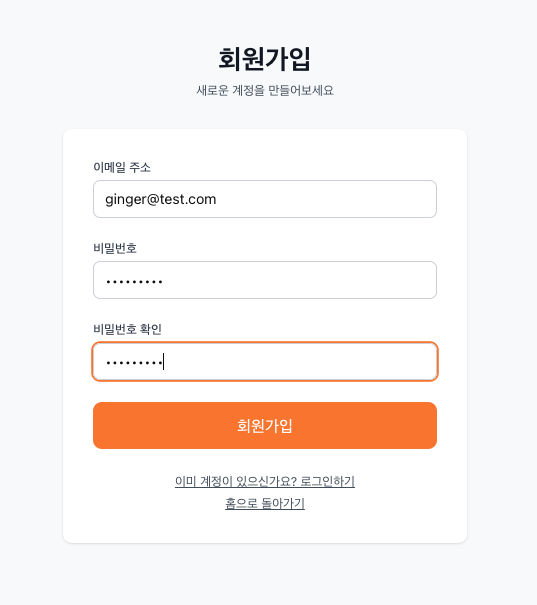 회원가입
새로운 계정을 만들어보세요
이메일 주소
ginger@test.com
비밀번호
•••••••••
비밀번호 확인
•••••••••
회원가입
이미 계정이 있으신가요? 로그인하기
홈으로 돌아가기